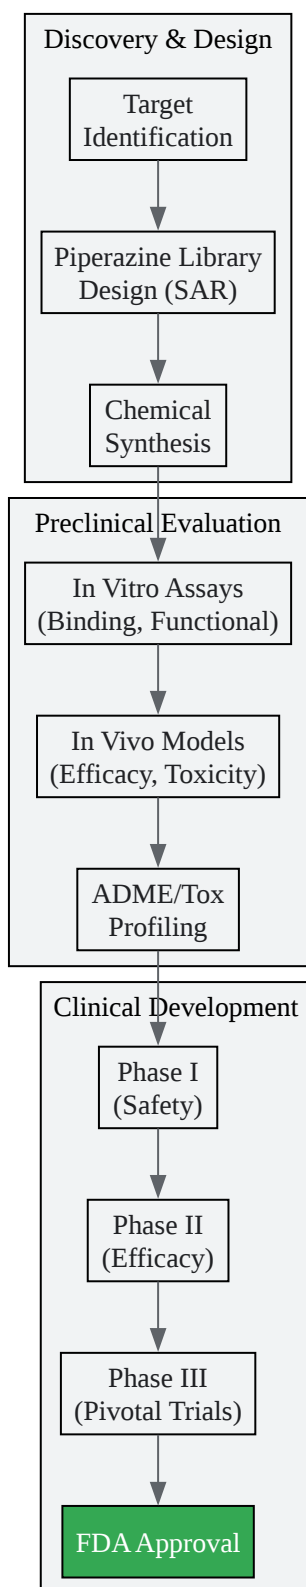 Discovery & Design
Target
Identification
Piperazine Library
Design (SAR)
Chemical
Synthesis
Preclinical Evaluation
In Vitro Assays
(Binding, Functional)
In Vivo Models
(Efficacy, Toxicity)
ADME/Tox
Profiling
Clinical Development
Phase I
(Safety)
Phase II
(Efficacy)
Phase III
(Pivotal Trials)
FDA Approval